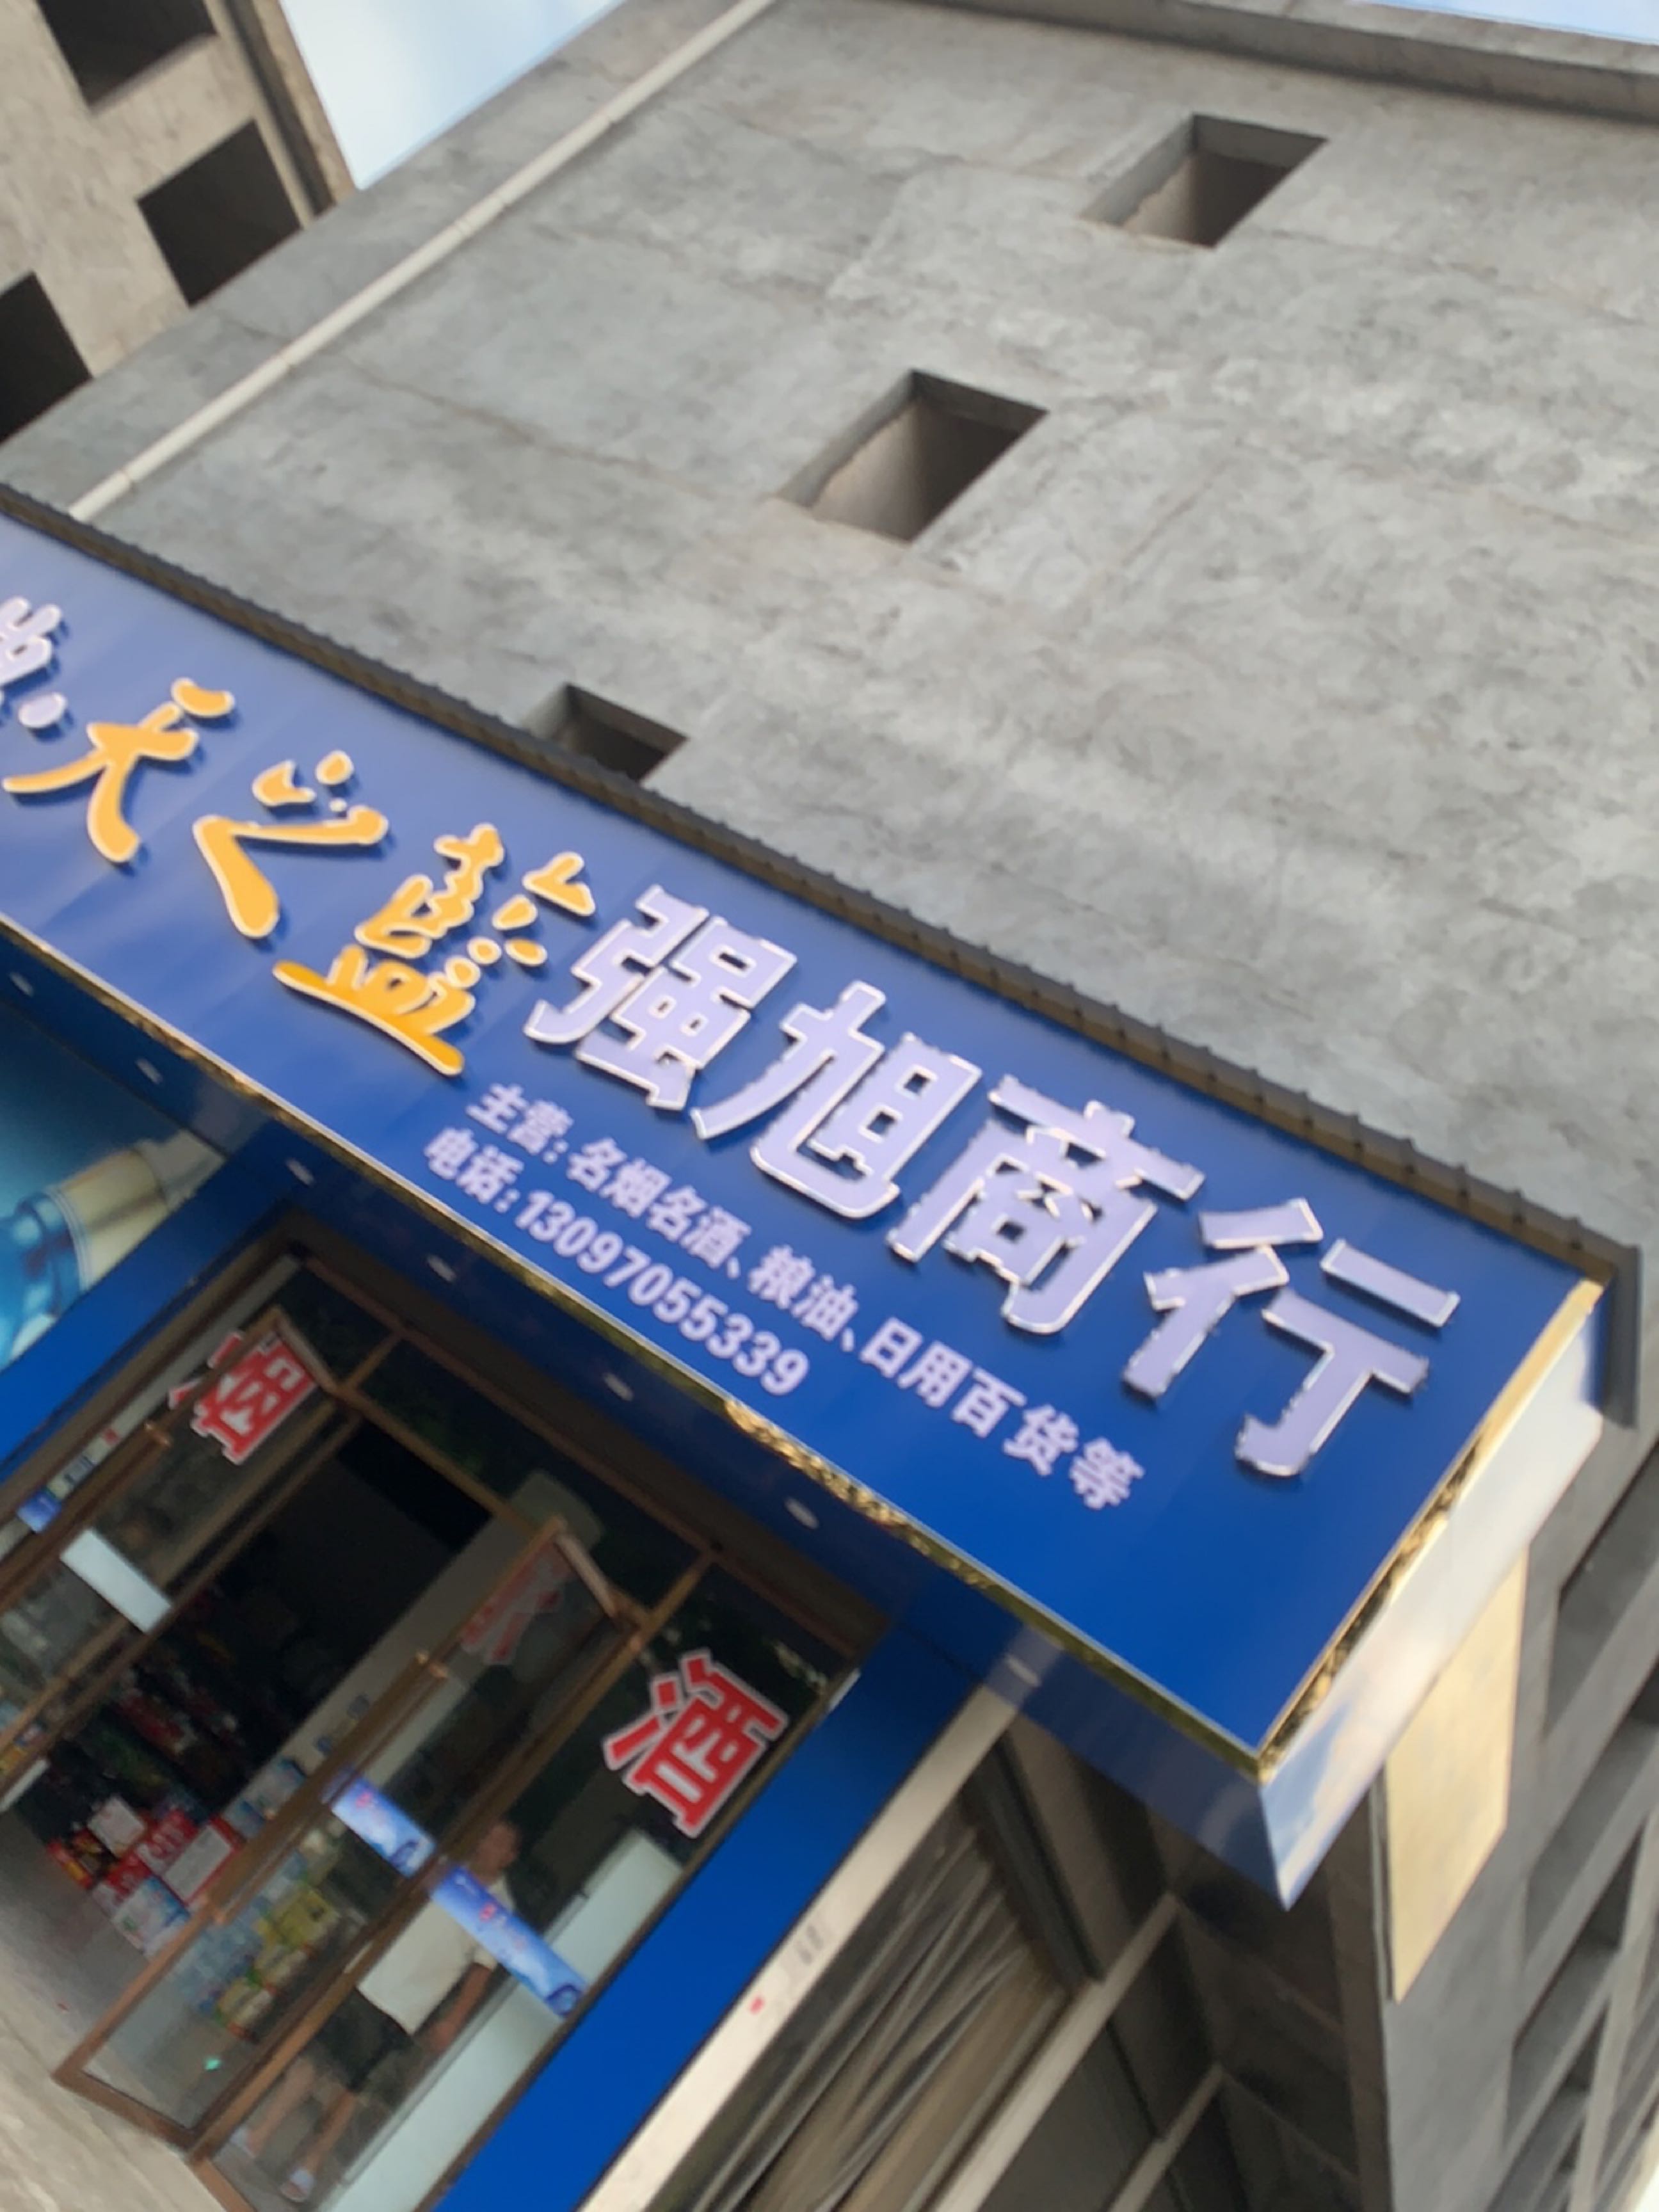 天之蓝强旭商行
主营：名烟名酒、粮油、日用百货等
电话：13097055339
烟
酒